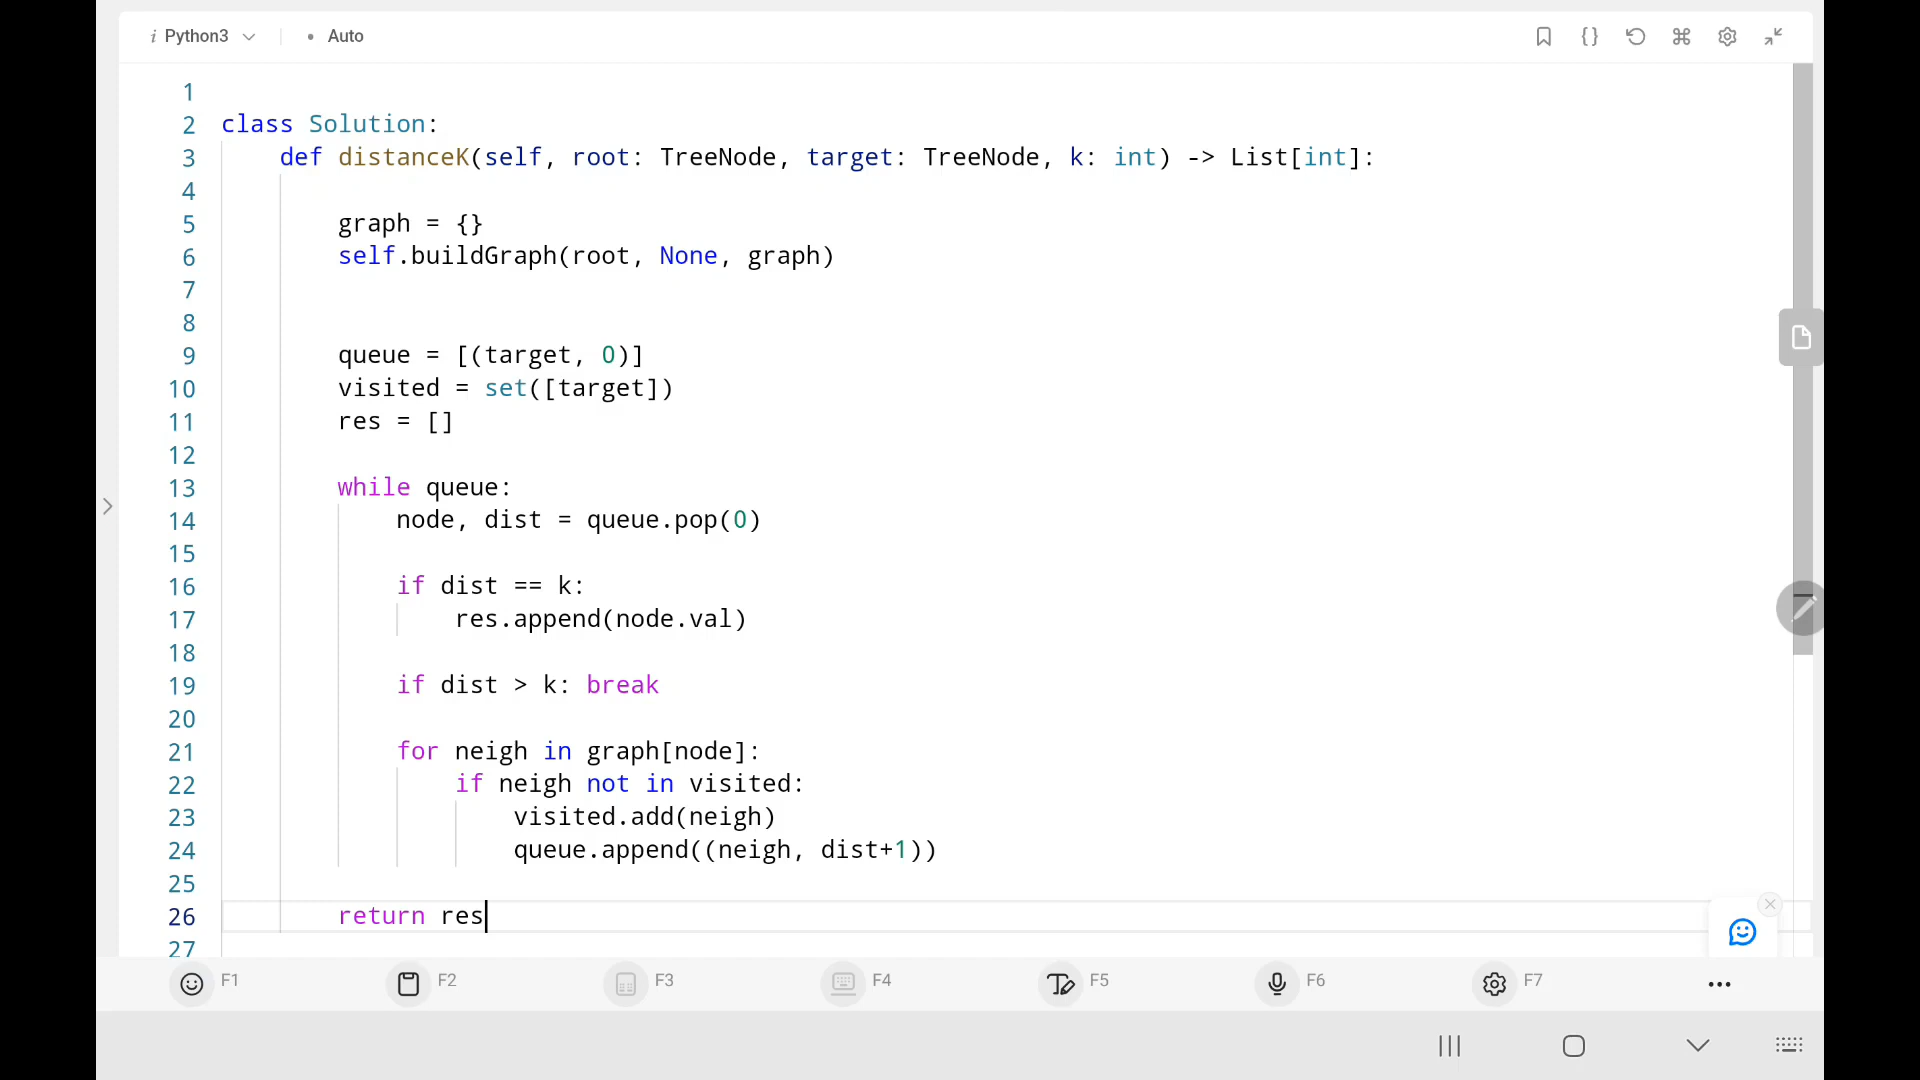 i Python3 • Auto
1
2 class Solution:
3 def distanceK(self, root: TreeNode, target: TreeNode, k: int) -> List[int]:
4
5 graph = {}
6 self.buildGraph(root, None, graph)
7
8
9 queue = [(target, 0)]
10 visited = set([target])
11 res = []
12
13 while queue:
14 node, dist = queue.pop(0)
15
16 if dist == k:
17 res.append(node.val)
18
19 if dist > k: break
20
21 for neigh in graph[node]:
22 if neigh not in visited:
23 visited.add(neigh)
24 queue.append((neigh, dist+1))
25
26 return res
27
F1 F2 F3 F4 F5 F6 F7